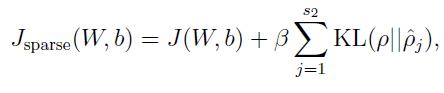 J_sparse(W, b) = J(W, b) + β ∑_{j=1}^{s_2} KL(ρ||ρ̂_j),